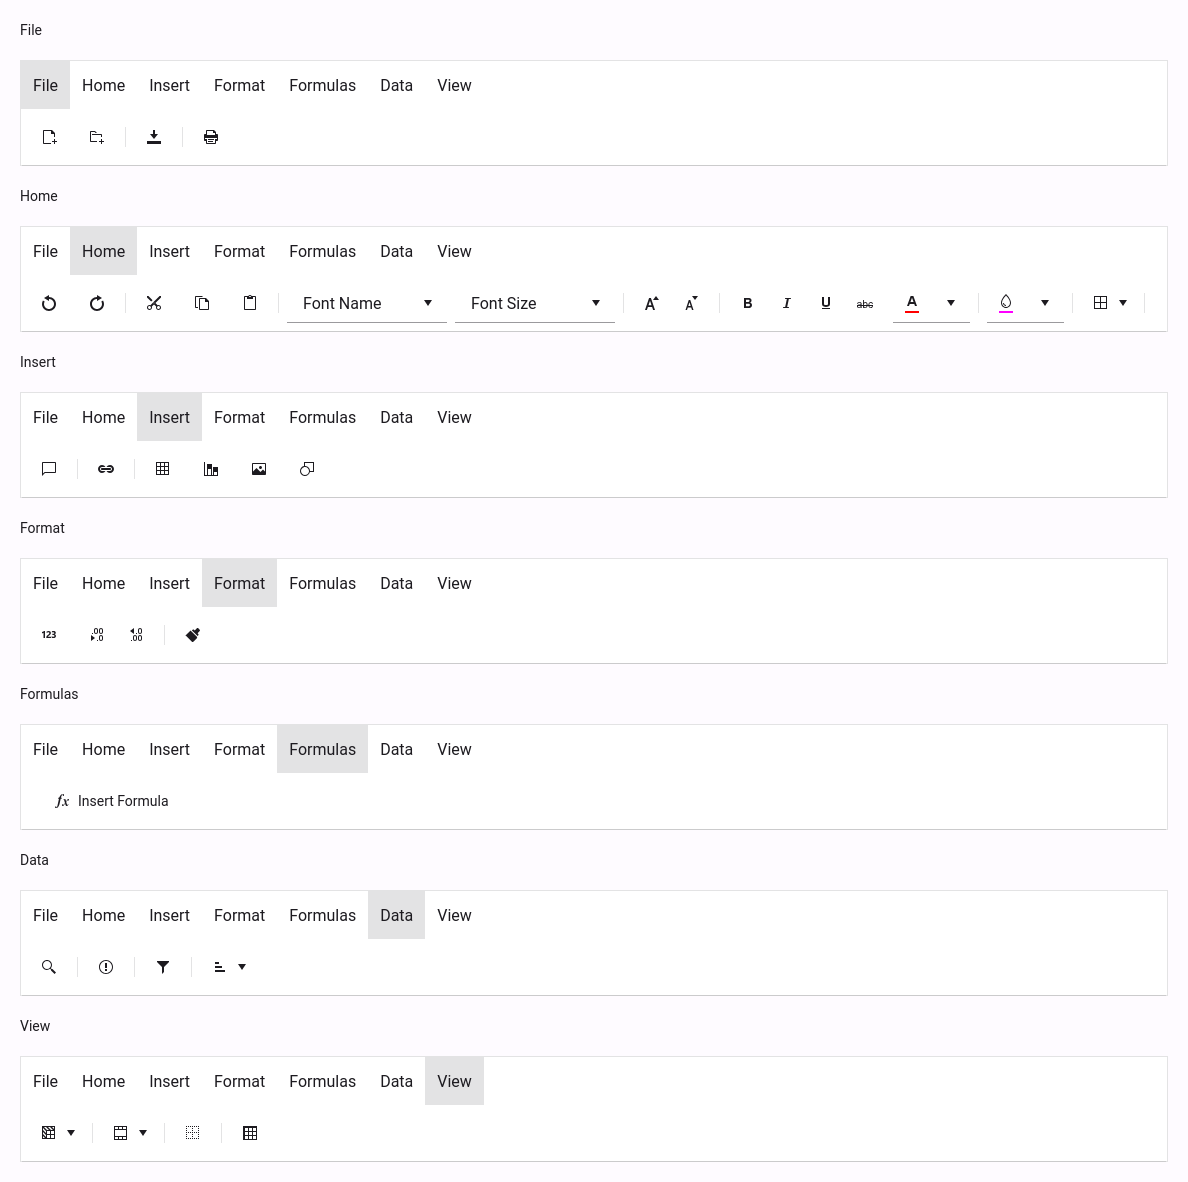 File
File Home Insert Format Formulas Data View
Home
File Home Insert Format Formulas Data View
Font Name Font Size A A B I U abc A
Insert
File Home Insert Format Formulas Data View
Format
File Home Insert Format Formulas Data View
123 .00 .0 .0 .00
Formulas
File Home Insert Format Formulas Data View
fx Insert Formula
Data
File Home Insert Format Formulas Data View
View
File Home Insert Format Formulas Data View